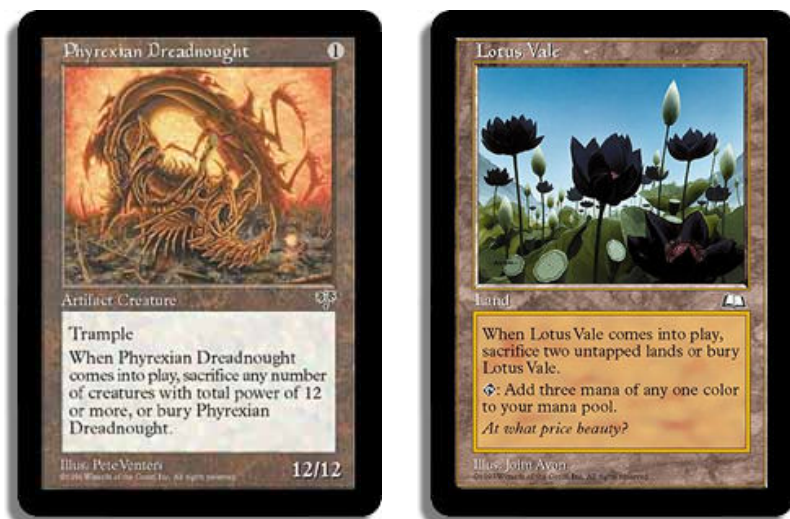 Phyrexian Dreadnought 1
Artifact Creature
Trample
When Phyrexian Dreadnought
comes into play, sacrifice any number
of creatures with total power of 12
or more, or bury Phyrexian
Dreadnought.
Illus. Pete Venters
12/12
Lotus Vale
Land
When Lotus Vale comes into play,
sacrifice two untapped lands or bury
Lotus Vale.
: Add three mana of any one color
to your mana pool.
At what price beauty?
Illus. John Avon